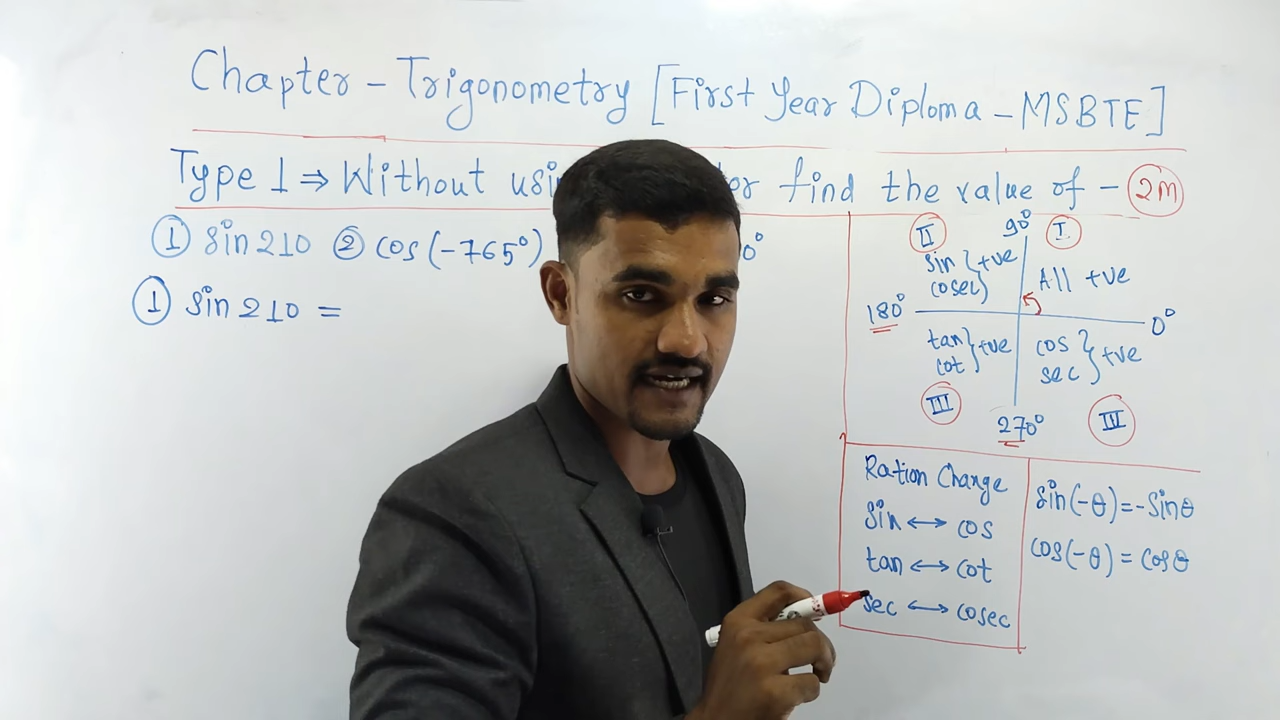 Chapter - Trigonometry [First Year Diploma - MSBTE]
Type 1 ⇒ Without find the value of - 2M
① sin 210 ② cos (-765°)
① sin 210 =
II 90° I
sin } +ve
cosec
All +ve
180° 0°
tan } +ve
cot
cos } +ve
sec
III 270° III
Ration Change
sin ↔ cos
tan ↔ cot
sec ↔ cosec
sin(-θ) = -sinθ
cos(-θ) = cosθ